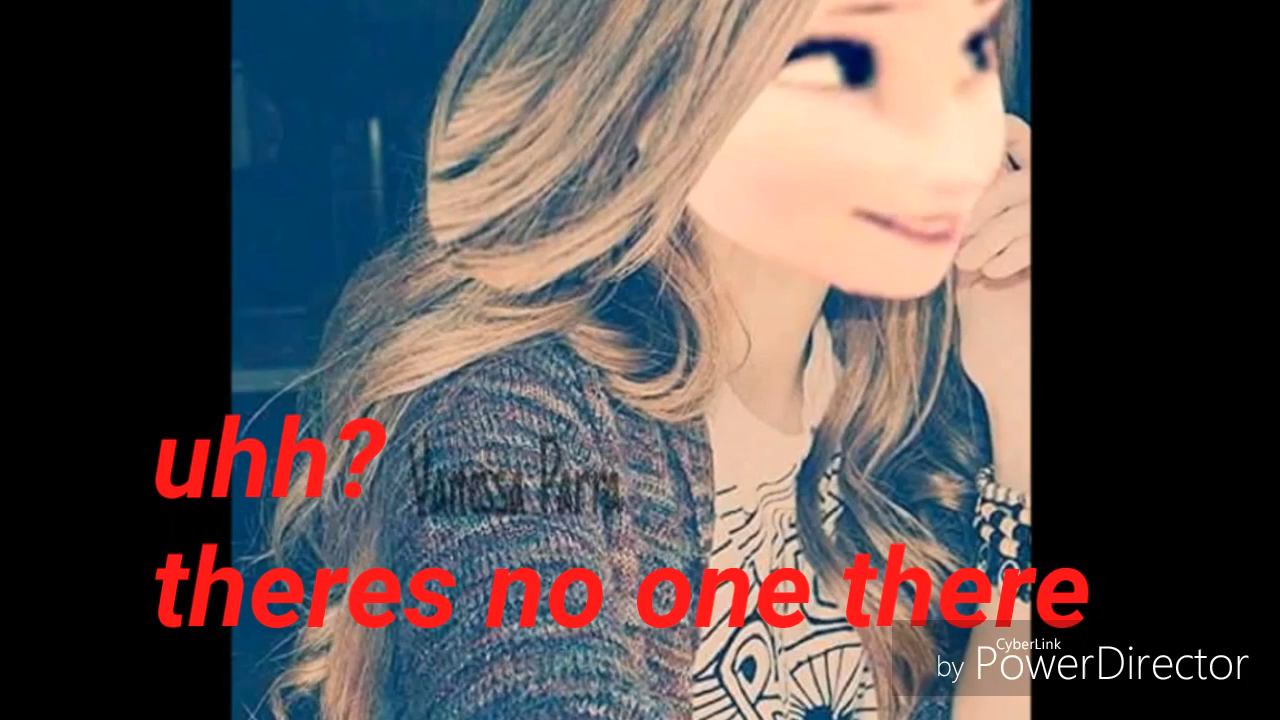 uhh?
Vanessa Parra
theres no one there
CyberLink
by PowerDirector